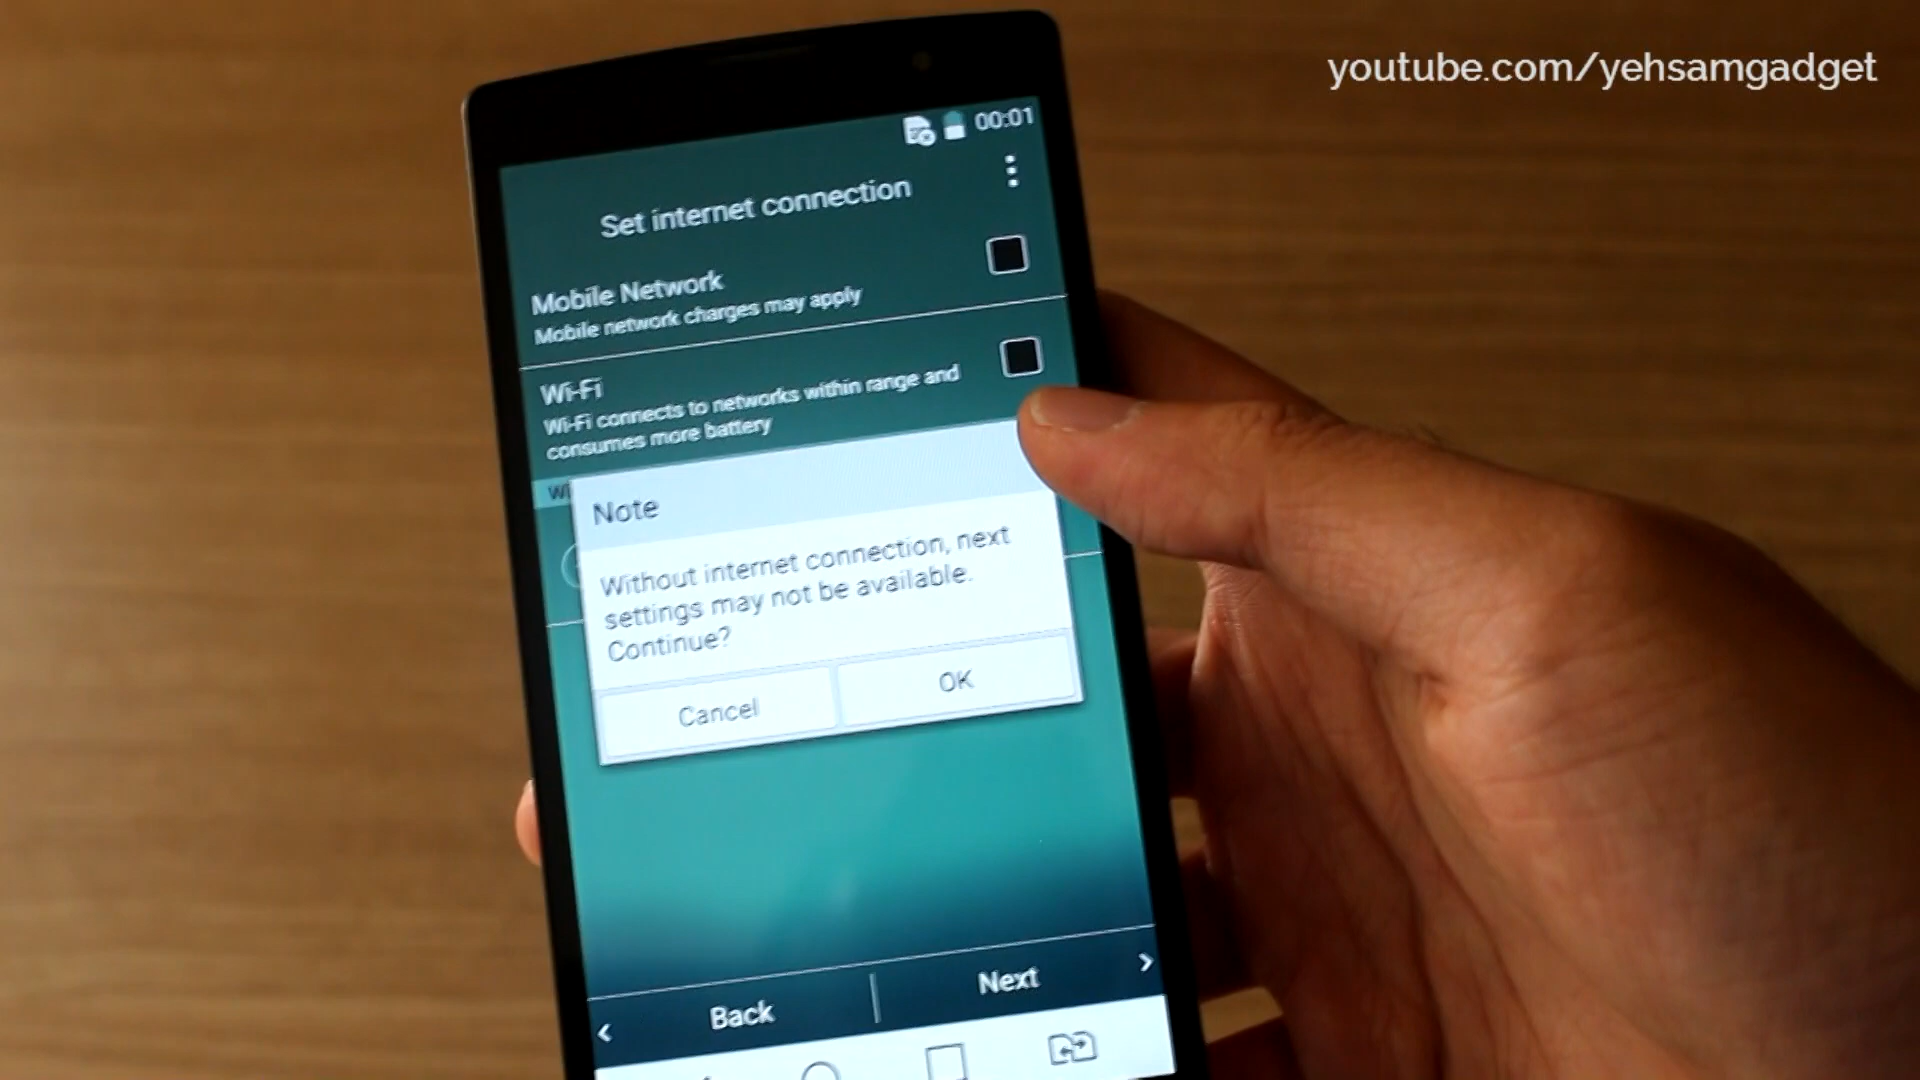 youtube.com/yehsamgadget
00:01
Set internet connection
Mobile Network
Mobile network charges may apply
Wi-Fi
Wi-Fi connects to networks within range and
consumes more battery
Note
Without internet connection, next
settings may not be available.
Continue?
Cancel
OK
Back
Next